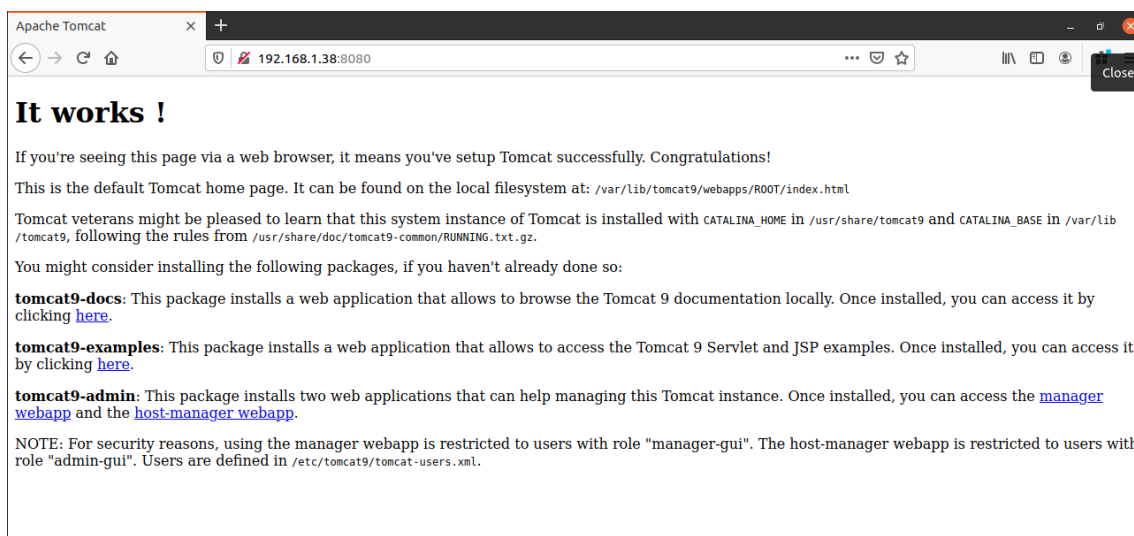 Apache Tomcat
192.168.1.38:8080
Close
It works !
If you're seeing this page via a web browser, it means you've setup Tomcat successfully. Congratulations!
This is the default Tomcat home page. It can be found on the local filesystem at: /var/lib/tomcat9/webapps/ROOT/index.html
Tomcat veterans might be pleased to learn that this system instance of Tomcat is installed with CATALINA_HOME in /usr/share/tomcat9 and CATALINA_BASE in /var/lib
/tomcat9, following the rules from /usr/share/doc/tomcat9-common/RUNNING.txt.gz.
You might consider installing the following packages, if you haven't already done so:
tomcat9-docs: This package installs a web application that allows to browse the Tomcat 9 documentation locally. Once installed, you can access it by
clicking here.
tomcat9-examples: This package installs a web application that allows to access the Tomcat 9 Servlet and JSP examples. Once installed, you can access it
by clicking here.
tomcat9-admin: This package installs two web applications that can help managing this Tomcat instance. Once installed, you can access the manager
webapp and the host-manager webapp.
NOTE: For security reasons, using the manager webapp is restricted to users with role "manager-gui". The host-manager webapp is restricted to users with
role "admin-gui". Users are defined in /etc/tomcat9/tomcat-users.xml.